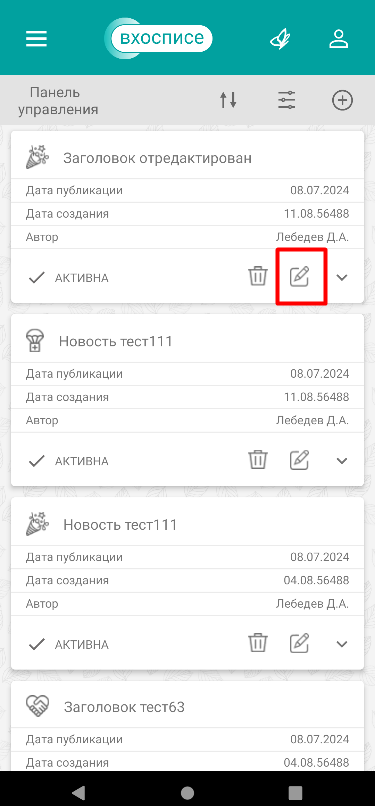 вхосписе
Панель
управления
Заголовок отредактирован
Дата публикации 08.07.2024
Дата создания 11.08.56488
Автор Лебедев Д.А.
АКТИВНА
Новость тест111
Дата публикации 08.07.2024
Дата создания 11.08.56488
Автор Лебедев Д.А.
АКТИВНА
Новость тест111
Дата публикации 08.07.2024
Дата создания 04.08.56488
Автор Лебедев Д.А.
АКТИВНА
Заголовок тест63
Дата публикации 08.07.2024
Дата создания 04.08.56488